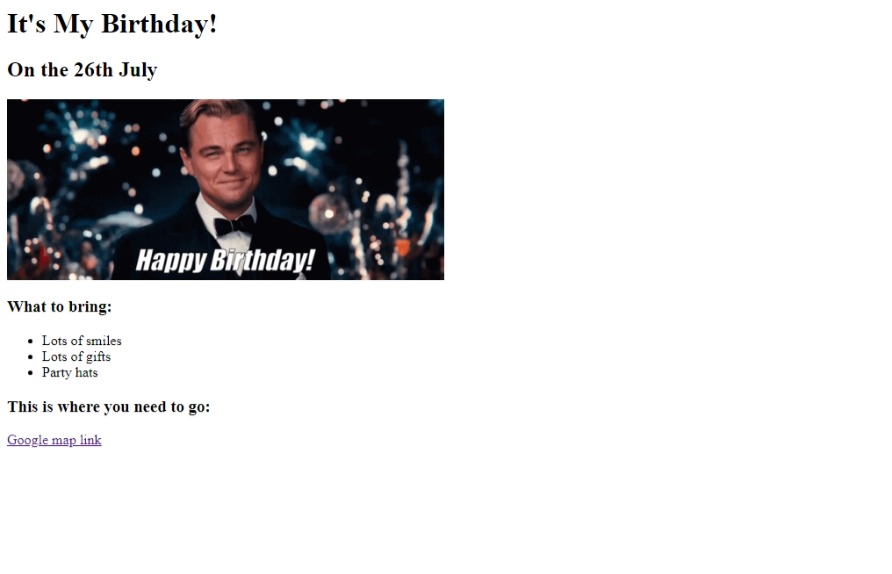 It's My Birthday!
On the 26th July
Happy Birthday!
What to bring:
Lots of smiles
Lots of gifts
Party hats
This is where you need to go:
Google map link